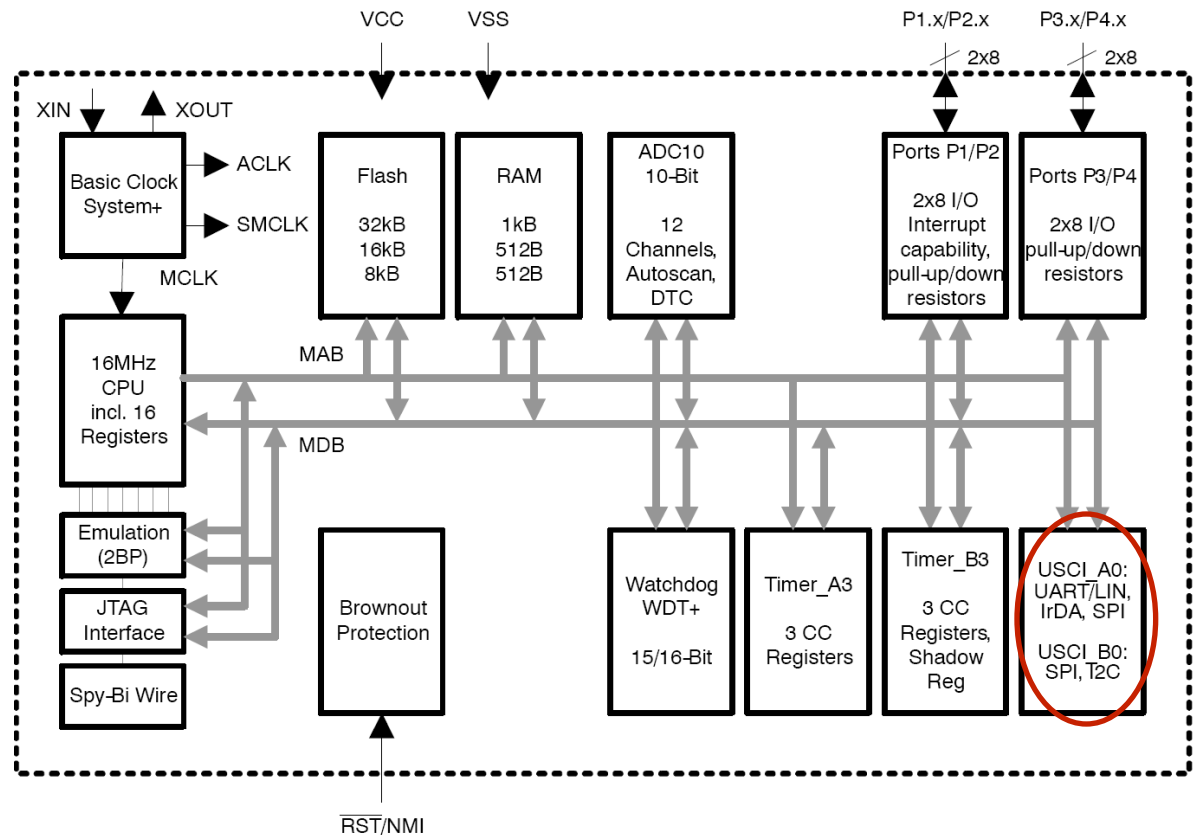 VCC
VSS
P1.x/P2.x
P3.x/P4.x
2x8
2x8
XIN
XOUT
Basic Clock
System+
ACLK
SMCLK
MCLK
Flash
32kB
16kB
8kB
RAM
1kB
512B
512B
ADC10
10-Bit
12
Channels,
Autoscan,
DTC
Ports P1/P2
2x8 I/O
Interrupt
capability,
pull-up/down
resistors
Ports P3/P4
2x8 I/O
pull-up/down
resistors
16MHz
CPU
incl. 16
Registers
MAB
MDB
Emulation
(2BP)
JTAG
Interface
Spy-Bi Wire
Brownout
Protection
Watchdog
WDT+
15/16-Bit
Timer_A3
3 CC
Registers
Timer_B3
3 CC
Registers,
Shadow
Reg
USCI_A0:
UART/LIN,
IrDA, SPI
USCI_B0:
SPI, I2C
RST/NMI